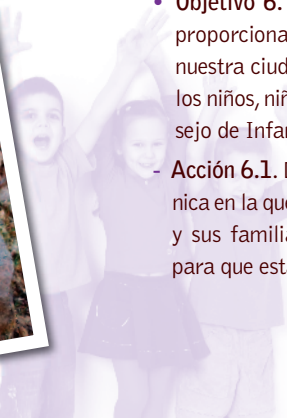 • Objetivo 6.
proporciona
nuestra ciud
los niños, niñ
sejo de Infar
- Acción 6.1.
nica en la que
y sus famili
para que est